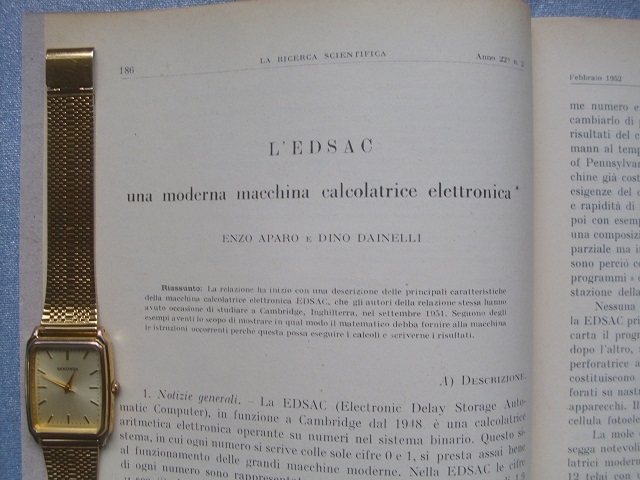 186
LA RICERCA SCIENTIFICA
Anno 22° n. 2
L'EDSAC
una moderna macchina calcolatrice elettronica *
ENZO APARO E DINO DAINELLI
Riassunto: La relazione ha inizio con una descrizione delle principali caratteristiche
della macchina calcolatrice elettronica EDSAC, che gli autori della relazione stessa hanno
avuto occasione di studiare a Cambridge, Inghilterra, nel settembre 1951. Seguono degli
esempi aventi lo scopo di mostrare in qual modo il matematico debba fornire alla macchina
le istruzioni occorrenti perchè questa possa eseguire i calcoli e scriverne i risultati.
A) DESCRIZIONE
1. Notizie generali. – La EDSAC (Electronic Delay Storage Auto-
matic Computer), in funzione a Cambridge dal 1948 è una calcolatrice
aritmetica elettronica operante su numeri nel sistema binario. Questo si-
stema, in cui ogni numero si scrive colle sole cifre 0 e 1, si presta assai bene
al funzionamento delle grandi macchine moderne. Nella EDSAC le cifre
di ogni numero sono
Febbraio 1952
me numero e
cambiarlo di
risultati del c
mann al temp
of Pennsylvan
chine già cost
esigenze del c
e rapidità di
poi con esemp
una composiz
parziale ma i
sono perciò c
programmi
stazione della
Nessuna
la EDSAC pri
carta il progr
dopo l'altro,
perforatrice a
costituiscono
forati su nast
apparecchi. Il
cellula fotoele
La mole
segga notevoli
latrici modern
12 telai con